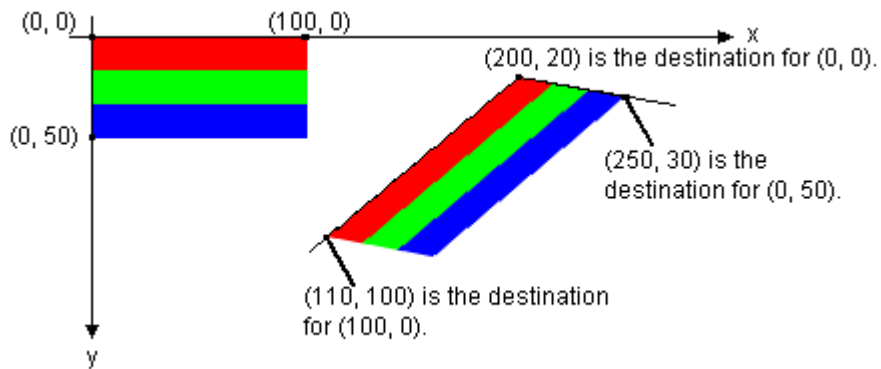 (0, 0)
(100, 0)
x
(200, 20) is the destination for (0, 0).
(0, 50)
(250, 30) is the
destination for (0, 50).
(110, 100) is the destination
for (100, 0).
y